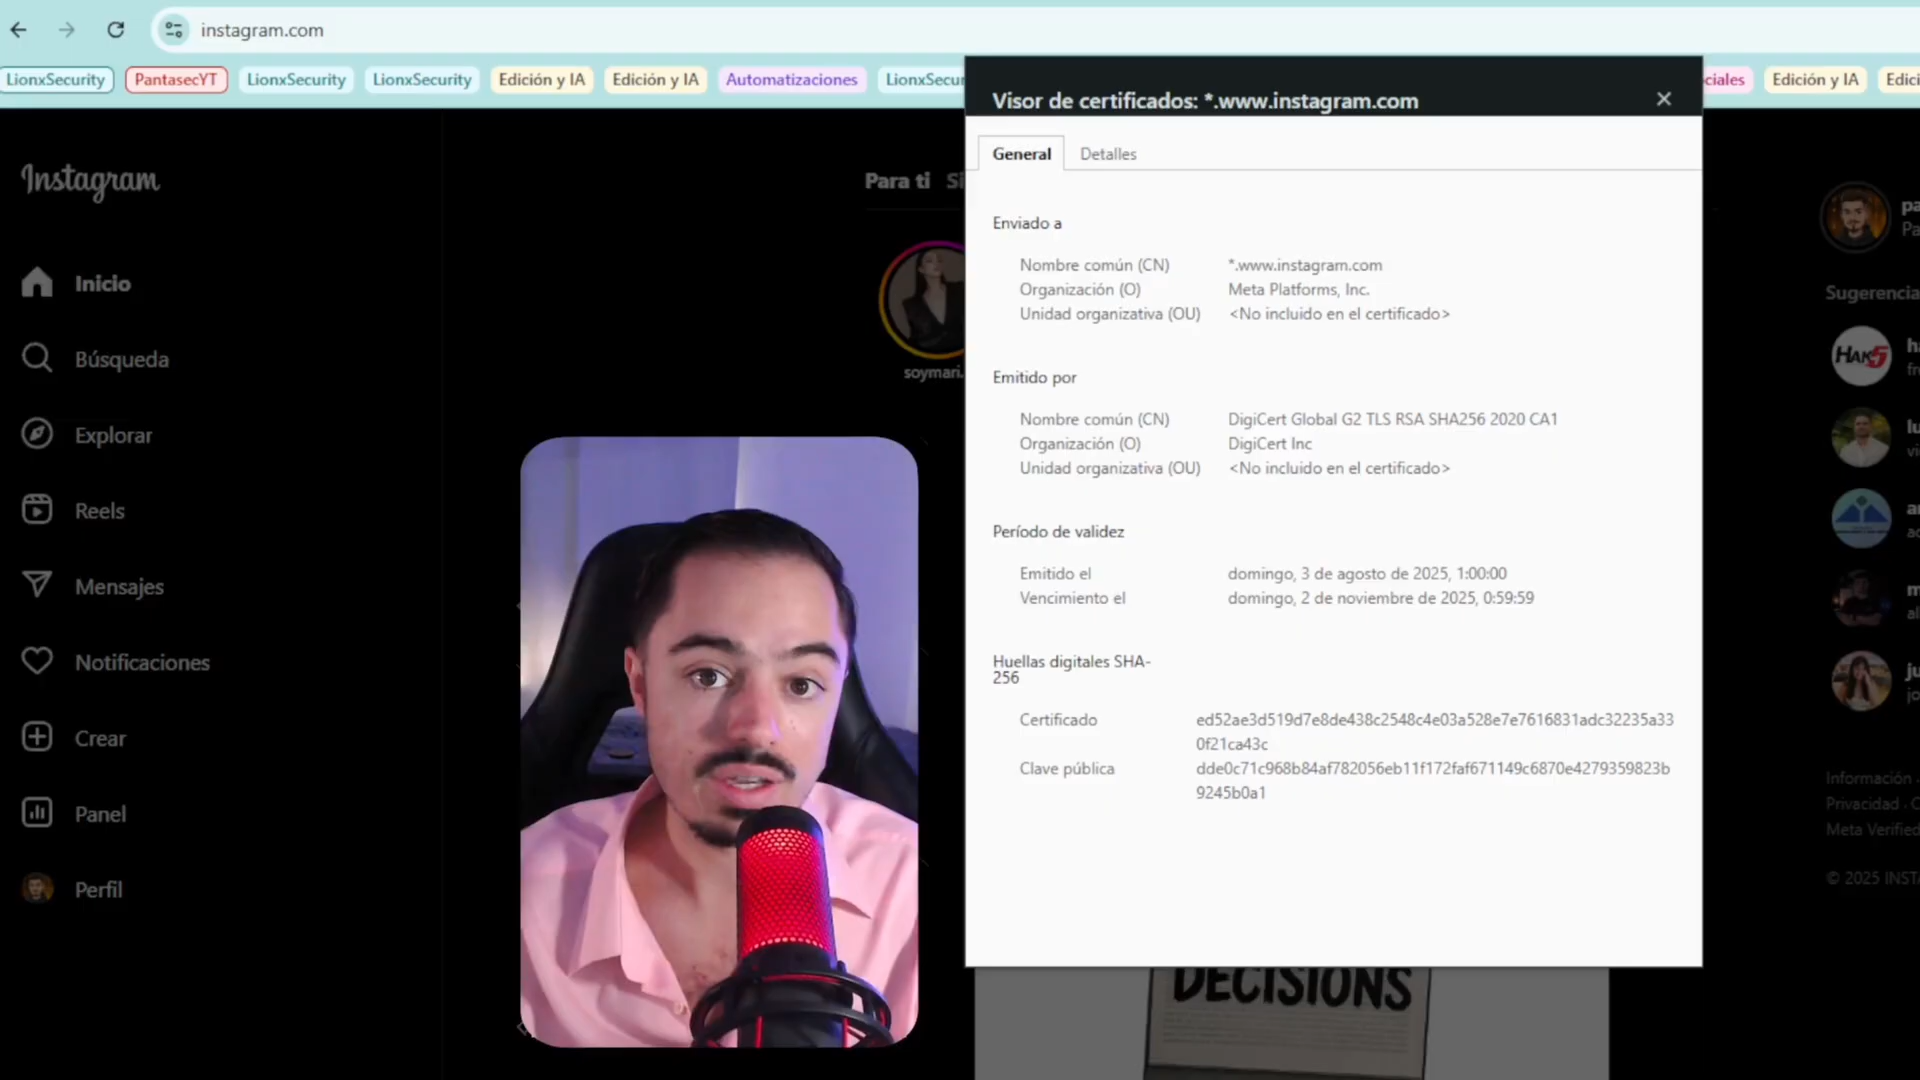 instagram.com
LionxSecurity
PantasecYT
LionxSecurity
LionxSecurity
Edición y IA
Edición y IA
Automatizaciones
Edición y IA
Instagram
Inicio
Búsqueda
Explorar
Reels
Mensajes
Notificaciones
Crear
Panel
Perfil
Para ti
soymari.
Visor de certificados: *.www.instagram.com
General
Detalles
Enviado a
Nombre común (CN) *.www.instagram.com
Organización (O) Meta Platforms, Inc.
Unidad organizativa (OU) <No incluido en el certificado>
Emitido por
Nombre común (CN) DigiCert Global G2 TLS RSA SHA256 2020 CA1
Organización (O) DigiCert Inc
Unidad organizativa (OU) <No incluido en el certificado>
Período de validez
Emitido el domingo, 3 de agosto de 2025, 1:00:00
Vencimiento el domingo, 2 de noviembre de 2025, 0:59:59
Huellas digitales SHA-
256
Certificado ed52ae3d519d7e8de438c2548c4e03a528e7e7616831adc32235a33
0f21ca43c
Clave pública dde0c71c968b84af782056eb11f172faf671149c6870e4279359823b
9245b0a1
DECISIONS
HAK5
Información
Privacidad
Meta Verified
© 2025